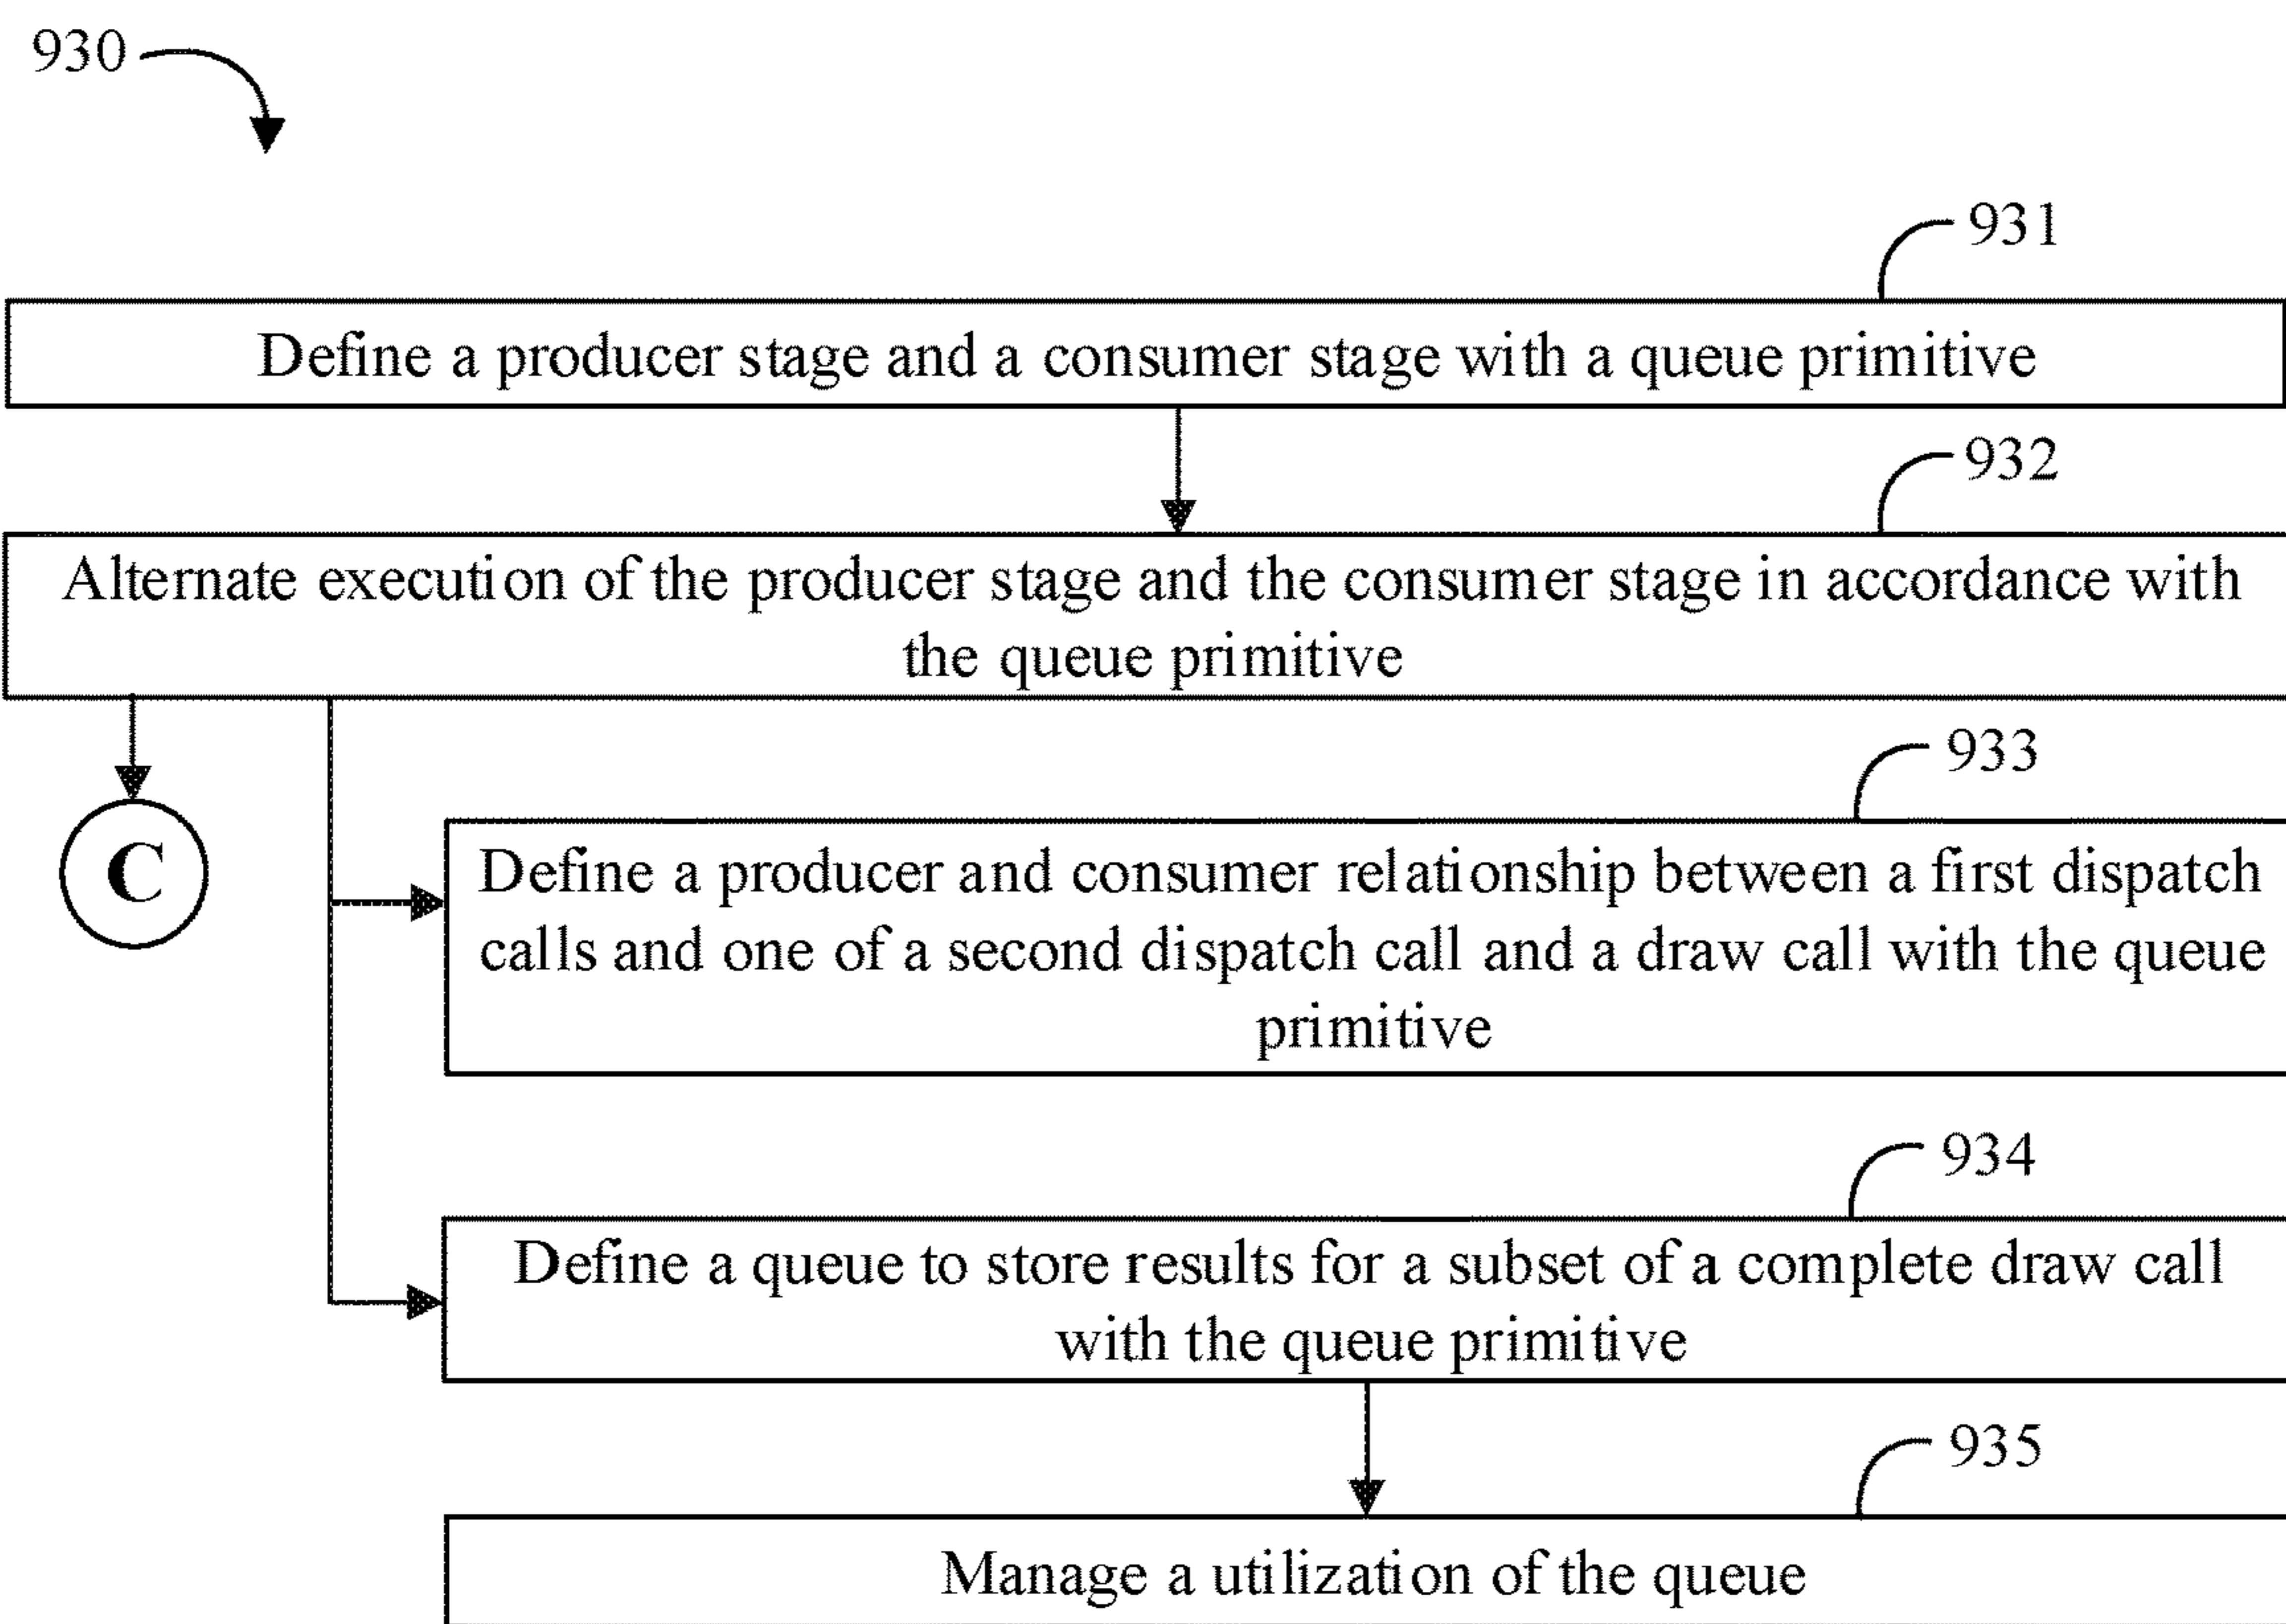 930
931
Define a producer stage and a consumer stage with a queue primitive
932
Alternate execution of the producer stage and the consumer stage in accordance with
the queue primitive
933
C
Define a producer and consumer relationship between a first dispatch
calls and one of a second dispatch call and a draw call with the queue
primitive
934
Define a queue to store results for a subset of a complete draw call
with the queue primitive
935
Manage a utilization of the queue